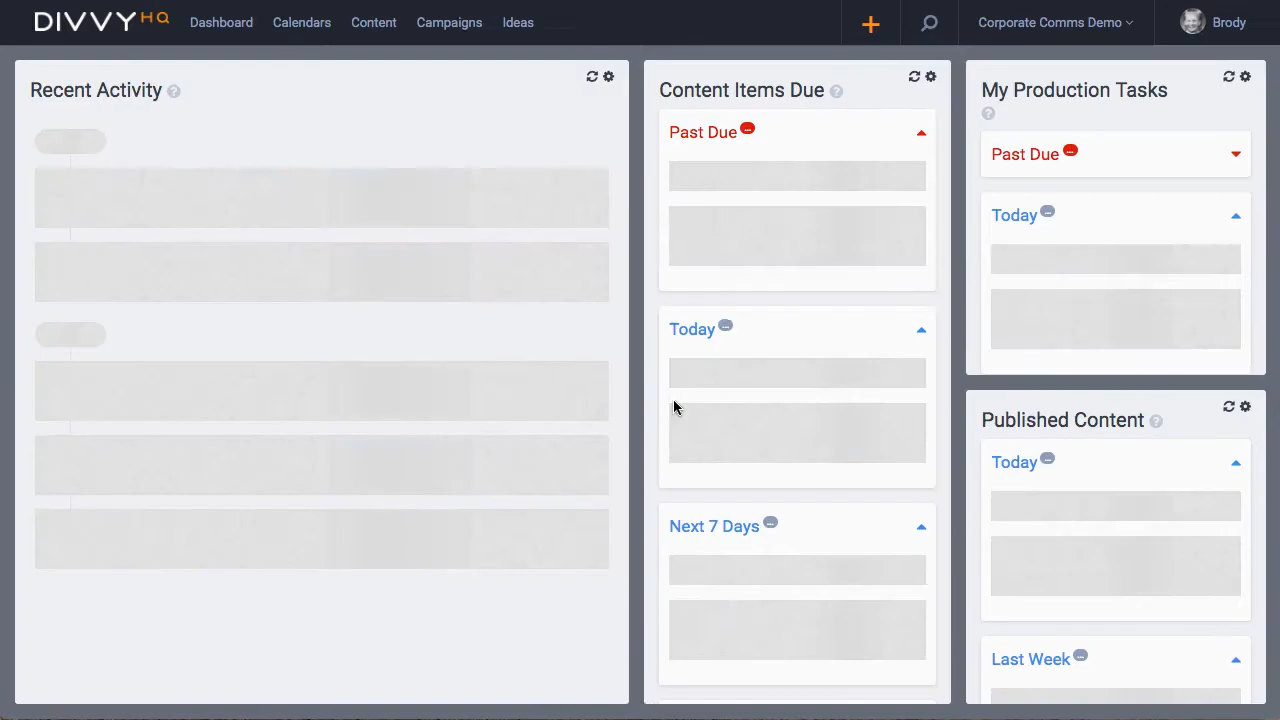 DIVVYHQ Dashboard Calendars Content Campaigns Ideas + Corporate Comms Demo Brody
Recent Activity ?
Content Items Due ?
Past Due ...
Today ...
Next 7 Days ...
My Production Tasks
?
Past Due ...
Today ...
Published Content ?
Today ...
Last Week ...